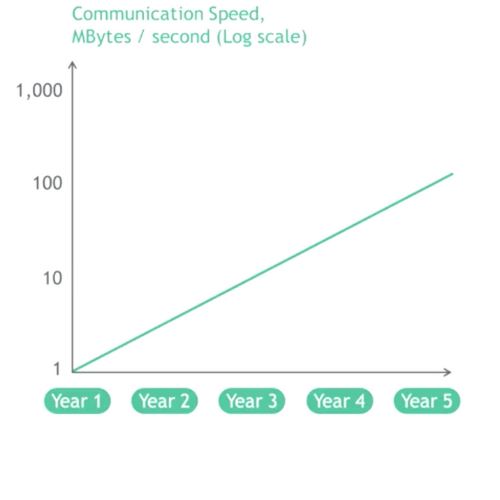 Communication Speed,
MBytes / second (Log scale)
1,000
100
10
1
Year 1 Year 2 Year 3 Year 4 Year 5